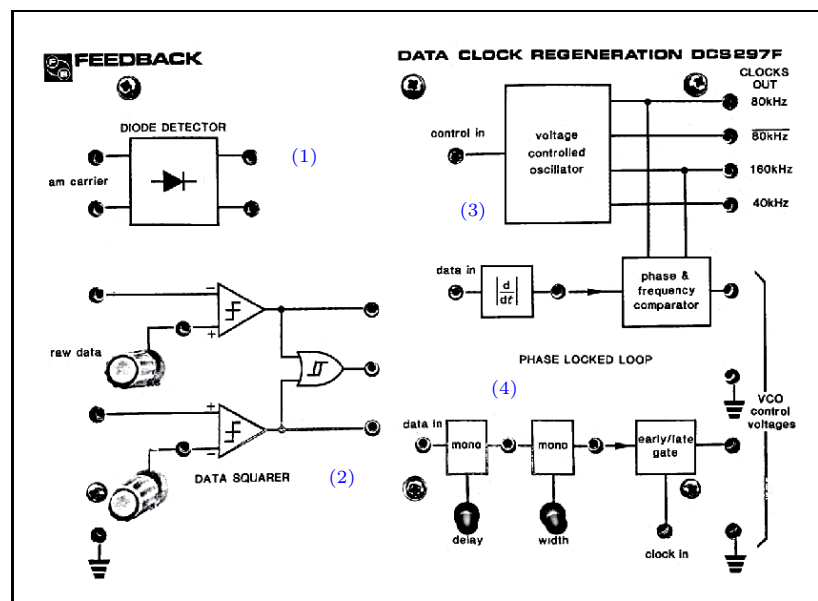 FEEDBACK
DATA CLOCK REGENERATION DCS297F
CLOCKS
OUT
80kHz
80kHz
160kHz
40kHz
DIODE DETECTOR
(1)
am carrier
control in
voltage
controlled
oscillator
(3)
data in
|d/dt|
phase &
frequency
comparator
−
+
raw data
+
−
DATA SQUARER
(2)
PHASE LOCKED LOOP
(4)
VCO
control
voltages
data in
mono
mono
early/late
gate
delay
width
clock in